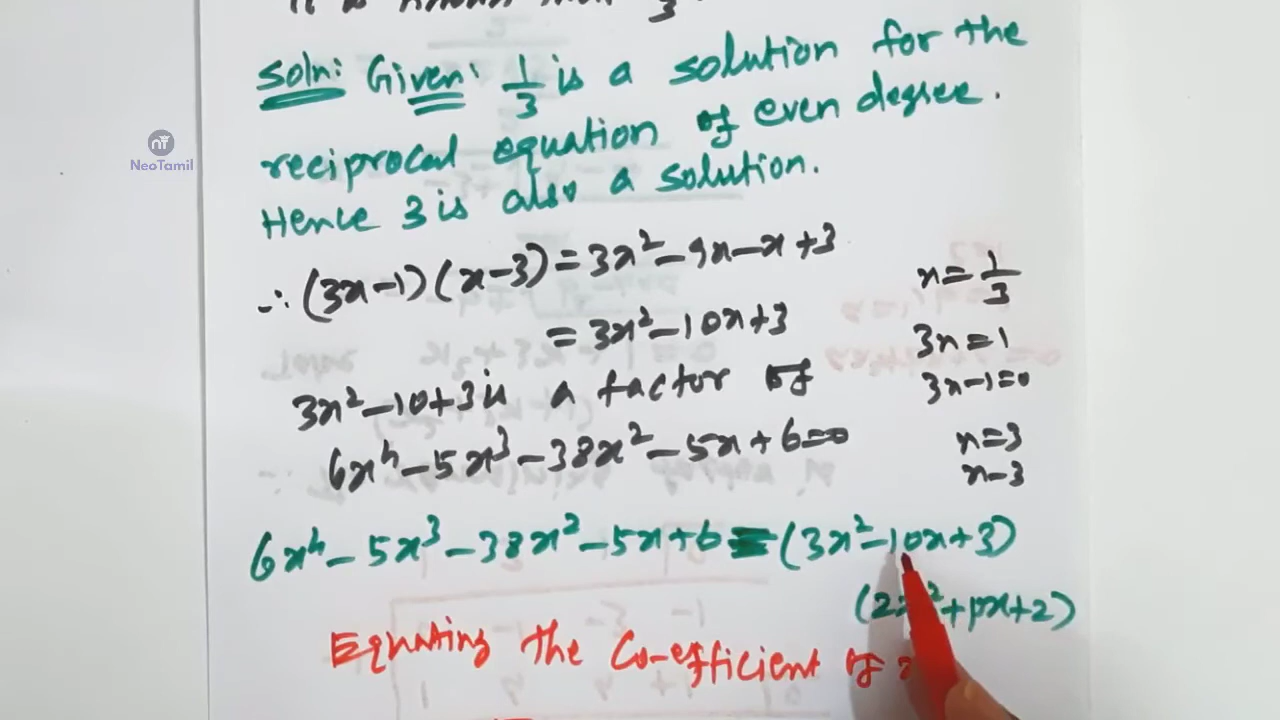 NeoTamil
Soln: Given: 1/3 is a solution for the
reciprocal equation of even degree.
Hence 3 is also a solution.
∴ (3x-1)(x-3) = 3x² - 9x - x + 3
= 3x² - 10x + 3
x = 1/3
3x = 1
3x-1=0
x=3
x-3
3x² - 10 + 3 is a factor of
6x⁴ - 5x³ - 38x² - 5x + 6 = 0
6x⁴ - 5x³ - 38x² - 5x + 6 = (3x² - 10x + 3)
(2x² + px + 2)
Equating the Co-efficient of